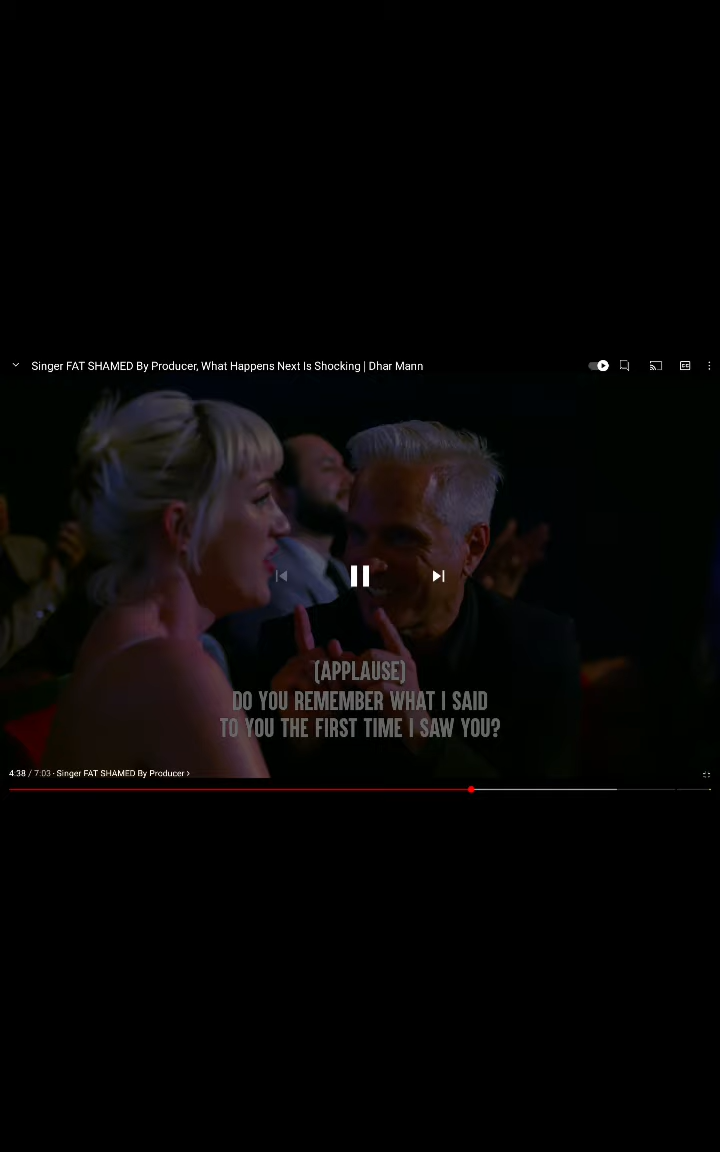 Singer FAT SHAMED By Producer, What Happens Next Is Shocking | Dhar Mann
(APPLAUSE)
DO YOU REMEMBER WHAT I SAID
TO YOU THE FIRST TIME I SAW YOU?
4:38 / 7:03 · Singer FAT SHAMED By Producer ›